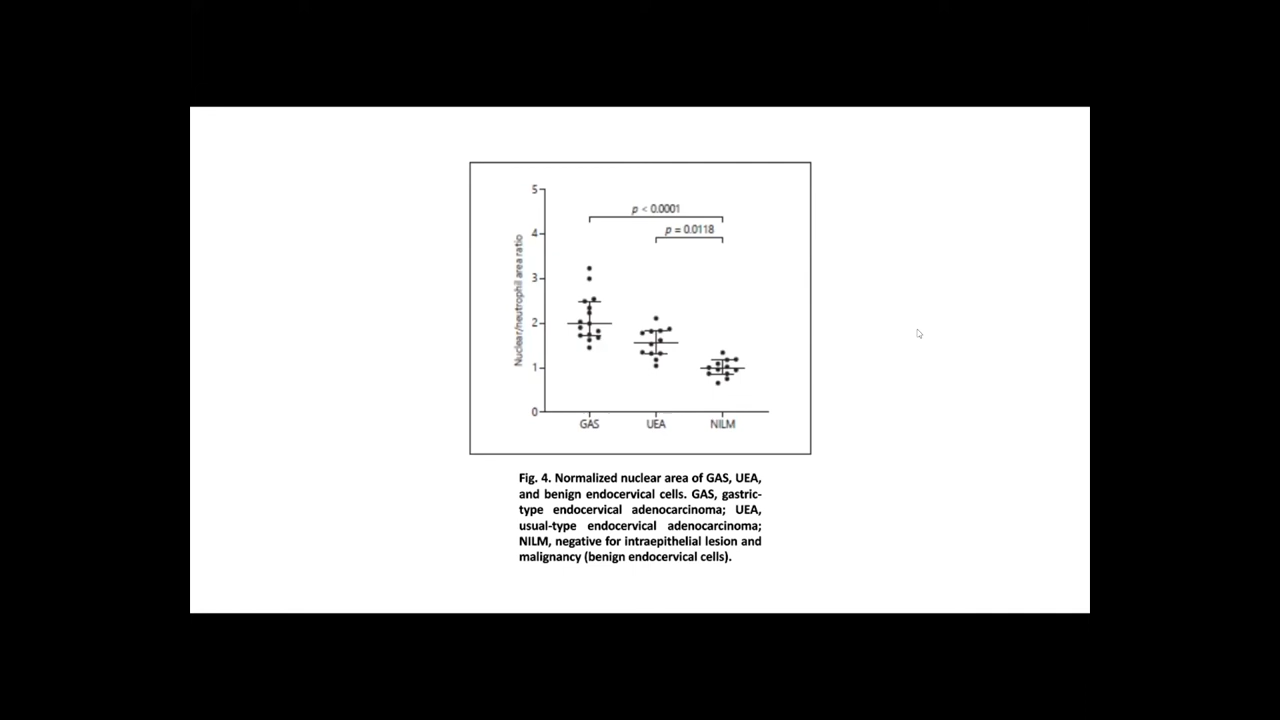 5
p < 0.0001
p = 0.0118
4
3
2
1
0
Nuclear/neutrophil area ratio
GAS UEA NILM
Fig. 4. Normalized nuclear area of GAS, UEA,
and benign endocervical cells. GAS, gastric-
type endocervical adenocarcinoma; UEA,
usual-type endocervical adenocarcinoma;
NILM, negative for intraepithelial lesion and
malignancy (benign endocervical cells).